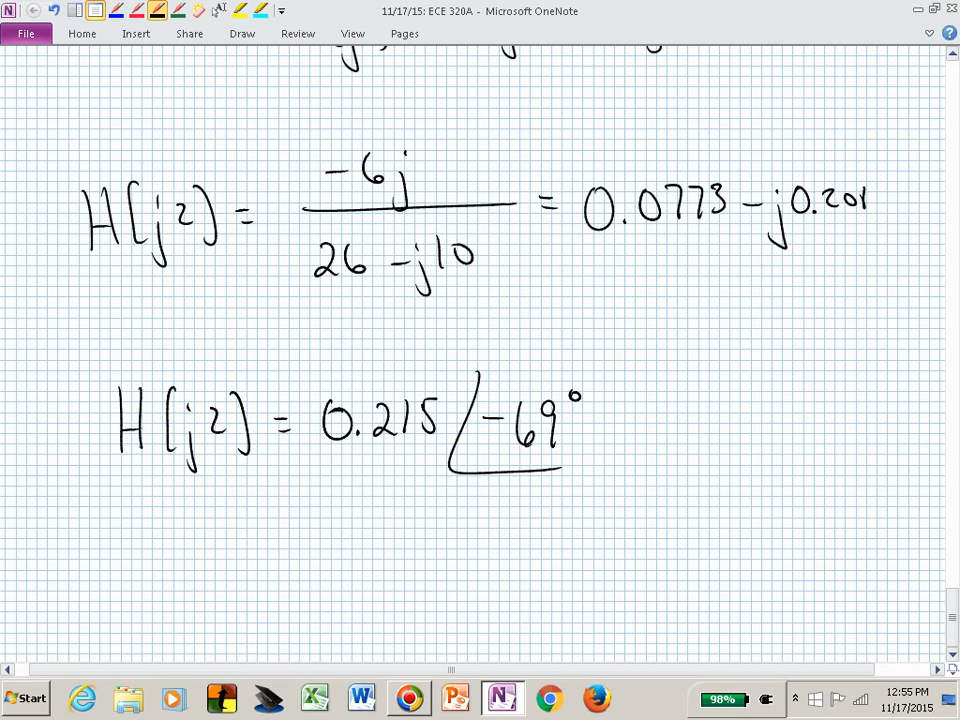 11/17/15: ECE 320A - Microsoft OneNote
File Home Insert Share Draw Review View Pages
H(j2) = -6j / 26 - j10 = 0.0773 - j0.201
H(j2) = 0.215 ∠-69°
Start 98% 12:55 PM
11/17/2015